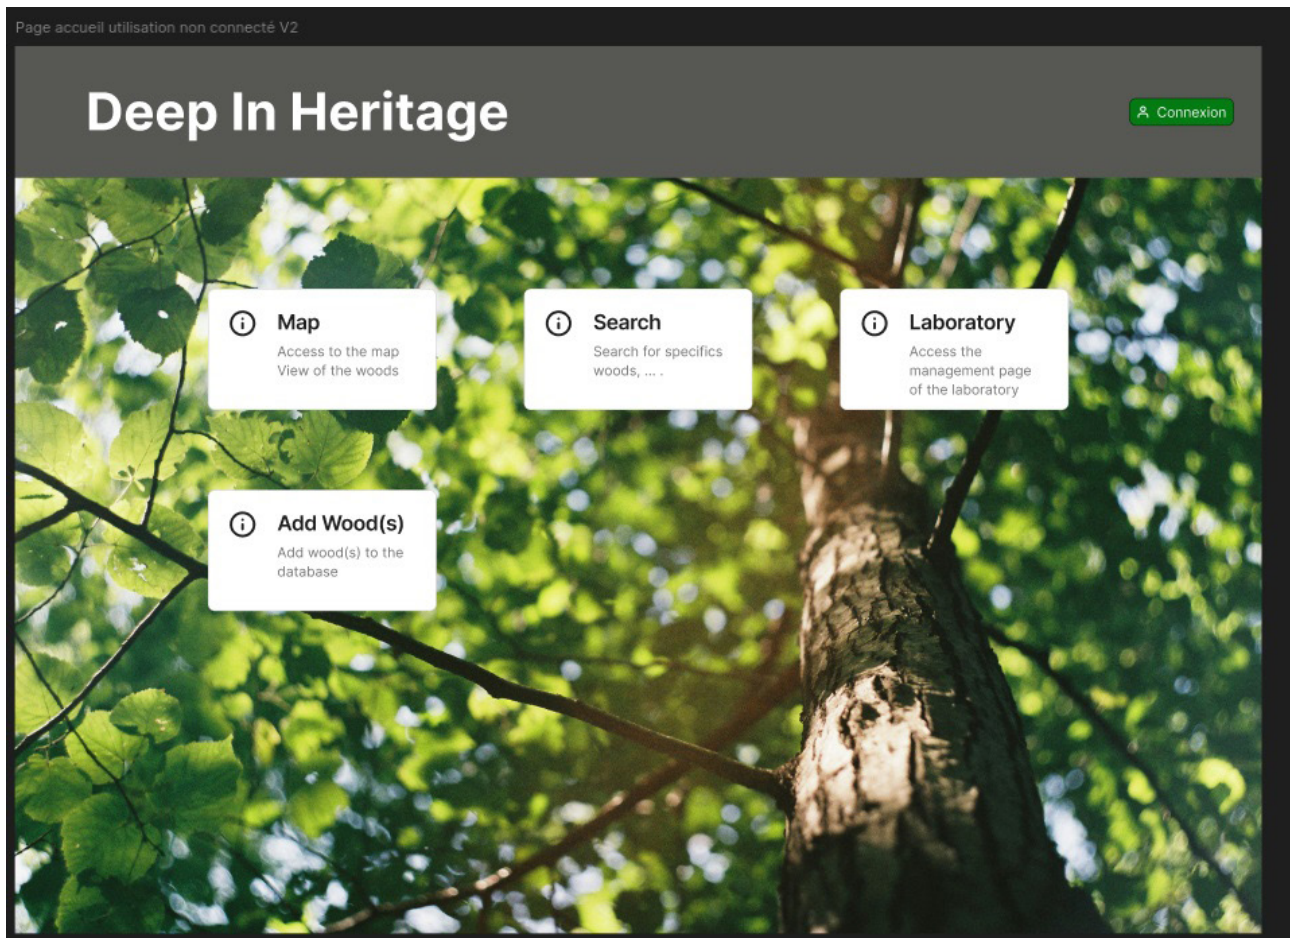 Page accueil utilisation non connecté V2
Deep In Heritage
Connexion
Map
Access to the map
View of the woods
Search
Search for specifics
woods, ... .
Laboratory
Access the
management page
of the laboratory
Add Wood(s)
Add wood(s) to the
database